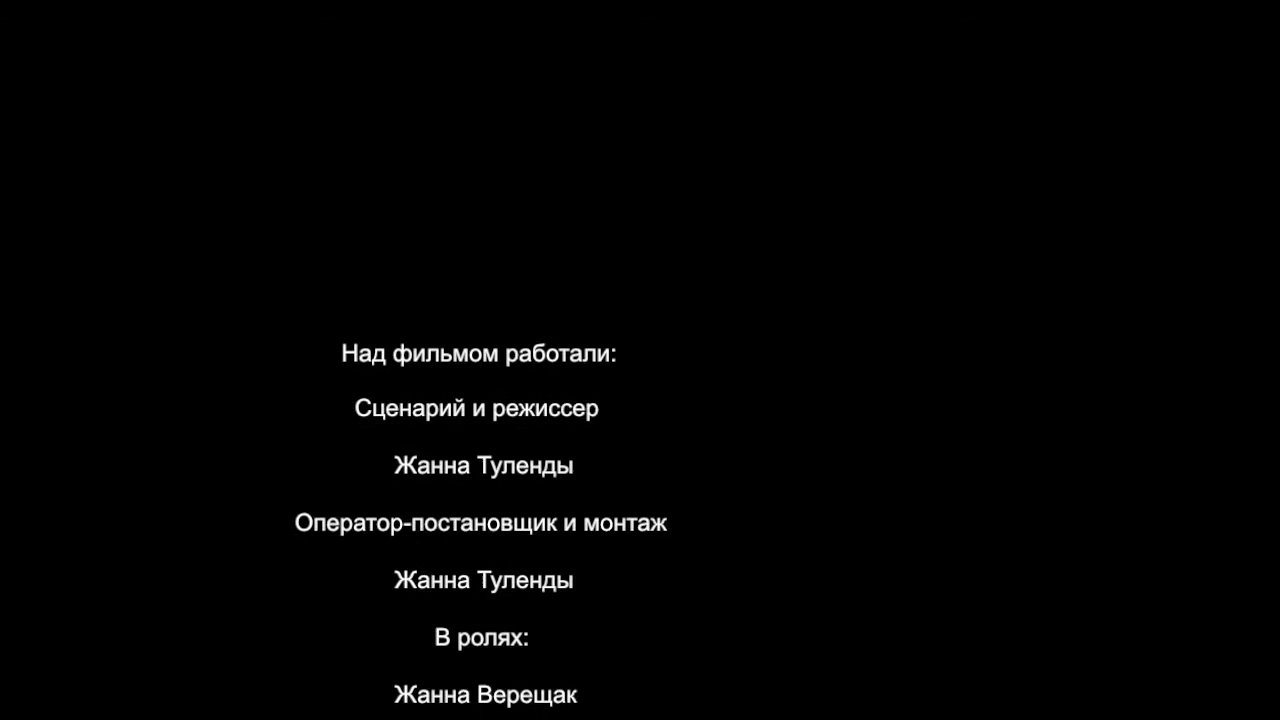 Над фильмом работали:
Сценарий и режиссер
Жанна Туленды
Оператор-постановщик и монтаж
Жанна Туленды
В ролях:
Жанна Верещак